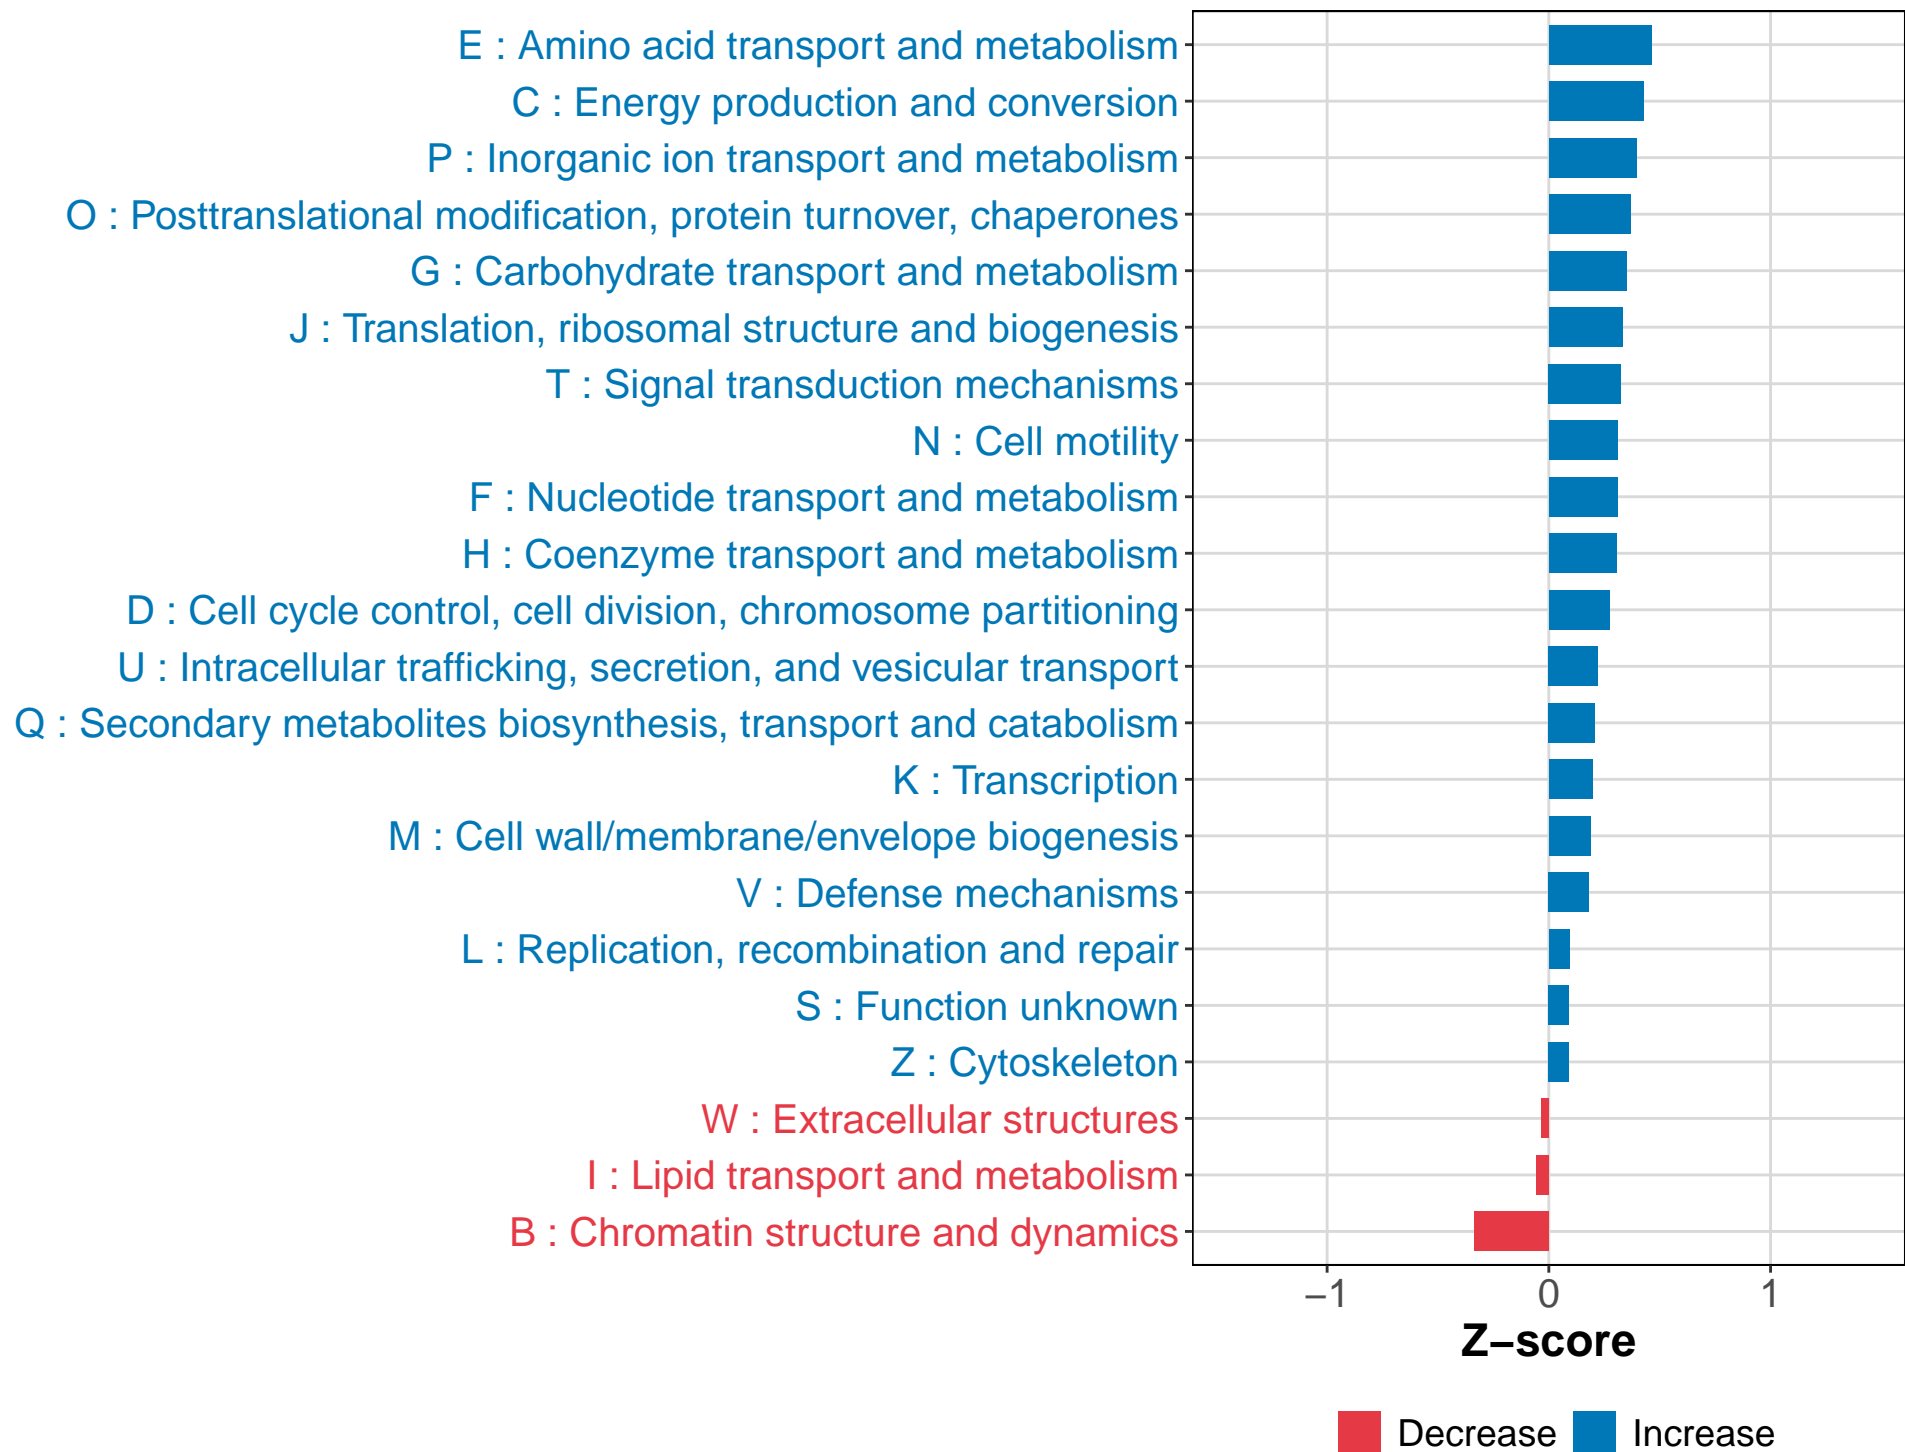 E : Amino acid transport and metabolism
C : Energy production and conversion
P : Inorganic ion transport and metabolism
O : Posttranslational modification, protein turnover, chaperones
G : Carbohydrate transport and metabolism
J : Translation, ribosomal structure and biogenesis
T : Signal transduction mechanisms
N : Cell motility
F : Nucleotide transport and metabolism
H : Coenzyme transport and metabolism
D : Cell cycle control, cell division, chromosome partitioning
U : Intracellular trafficking, secretion, and vesicular transport
Q : Secondary metabolites biosynthesis, transport and catabolism
K : Transcription
M : Cell wall/membrane/envelope biogenesis
V : Defense mechanisms
L : Replication, recombination and repair
S : Function unknown
Z : Cytoskeleton
W : Extracellular structures
I : Lipid transport and metabolism
B : Chromatin structure and dynamics
−1 0 1
Z−score
Decrease Increase